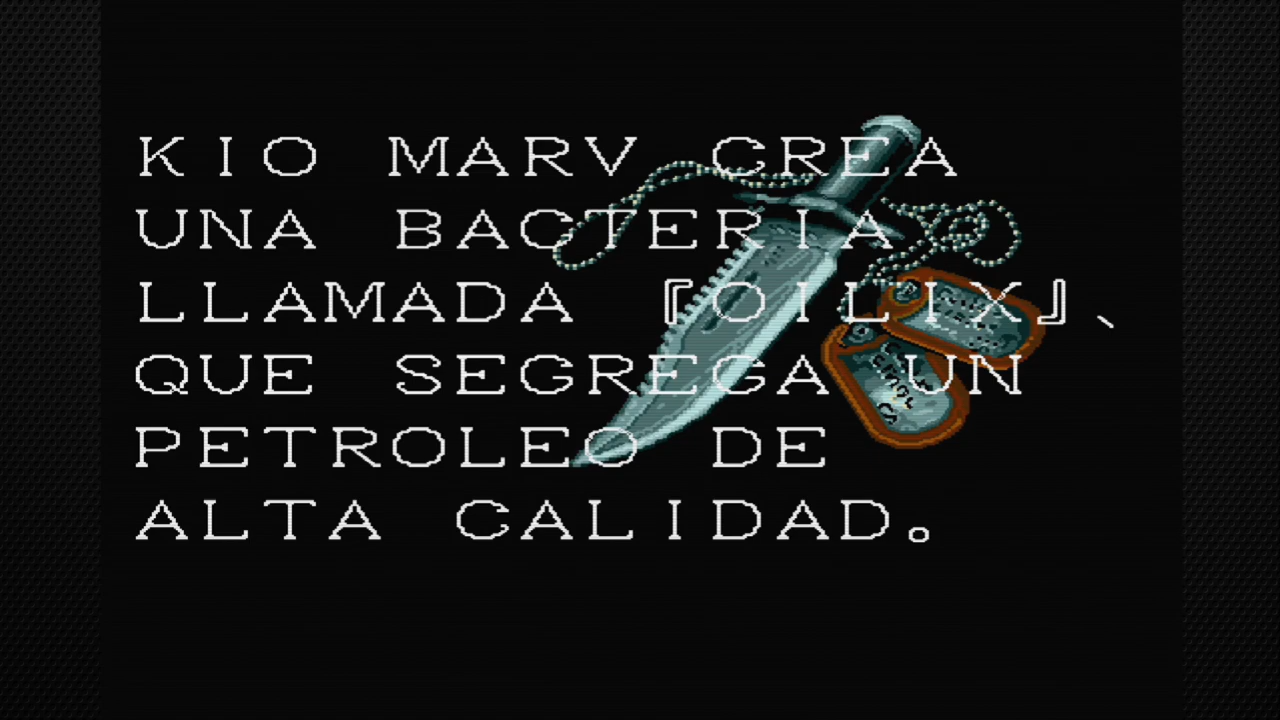 KIO MARV CREA
UNA BACTERIA
LLAMADA 『OILIX』、
QUE SEGREGA UN
PETROLEO DE
ALTA CALIDAD。